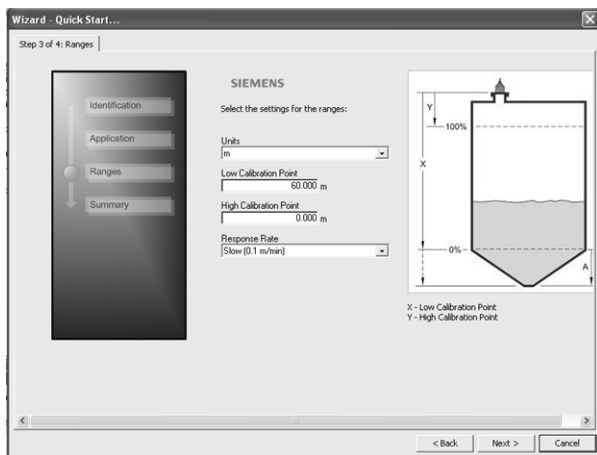 Wizard - Quick Start...
Step 3 of 4: Ranges
Identification
Application
Ranges
Summary
SIEMENS
Select the settings for the ranges:
Units
m
Low Calibration Point
60.000 m
High Calibration Point
0.000 m
Response Rate
Slow (0.1 m/min)
Y
100%
X
0%
A
X - Low Calibration Point
Y - High Calibration Point
< Back
Next >
Cancel